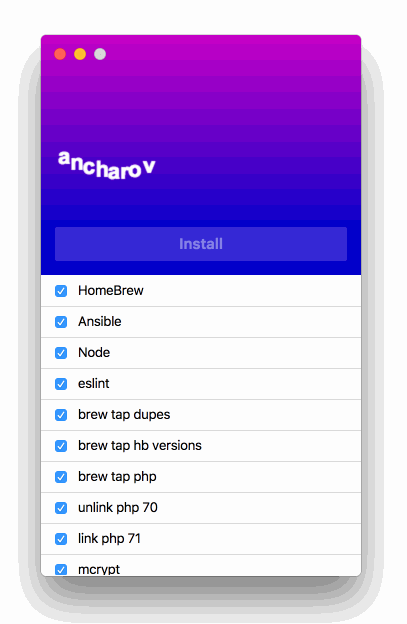 ancharov
Install
HomeBrew
Ansible
Node
eslint
brew tap dupes
brew tap hb versions
brew tap php
unlink php 70
link php 71
mcrypt